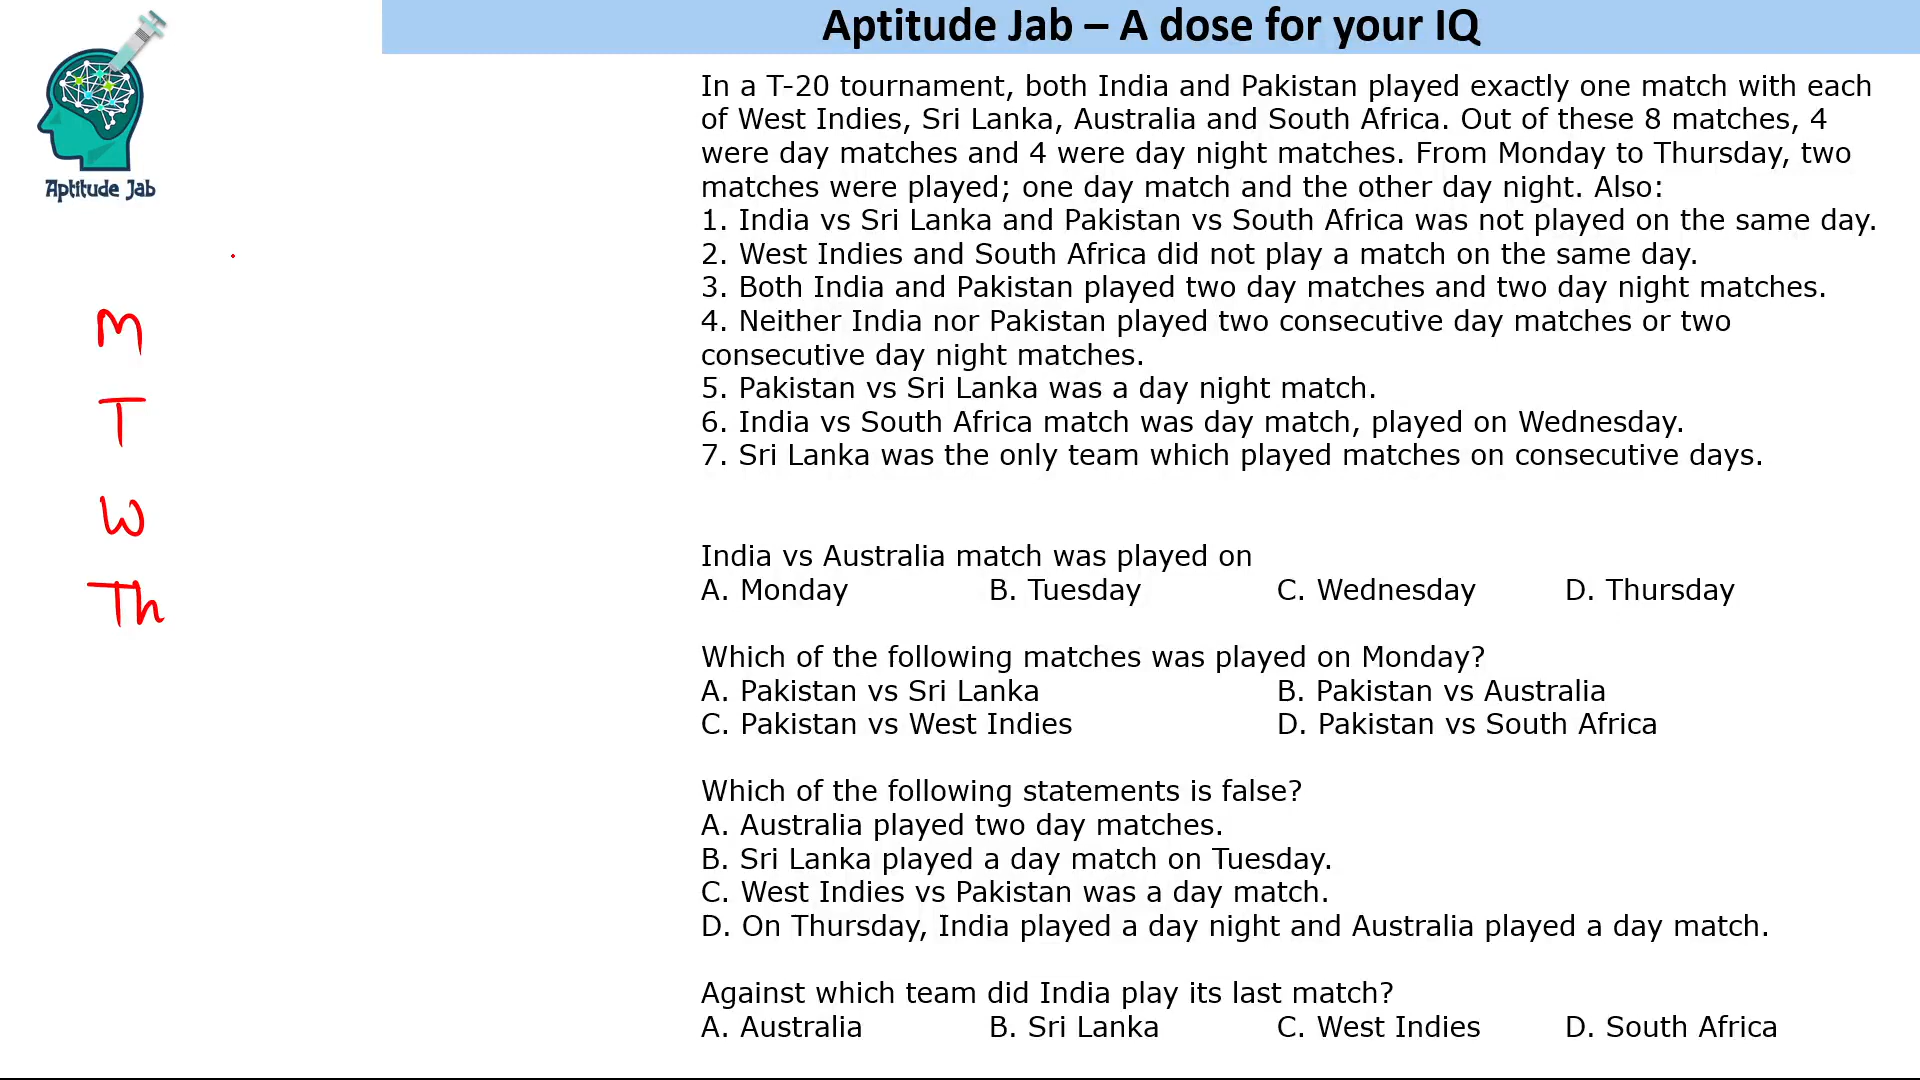 Aptitude Jab – A dose for your IQ
Aptitude Jab
In a T-20 tournament, both India and Pakistan played exactly one match with each
of West Indies, Sri Lanka, Australia and South Africa. Out of these 8 matches, 4
were day matches and 4 were day night matches. From Monday to Thursday, two
matches were played; one day match and the other day night. Also:
1. India vs Sri Lanka and Pakistan vs South Africa was not played on the same day.
2. West Indies and South Africa did not play a match on the same day.
3. Both India and Pakistan played two day matches and two day night matches.
4. Neither India nor Pakistan played two consecutive day matches or two
consecutive day night matches.
5. Pakistan vs Sri Lanka was a day night match.
6. India vs South Africa match was day match, played on Wednesday.
7. Sri Lanka was the only team which played matches on consecutive days.
M
T
W
Th
India vs Australia match was played on
A. Monday B. Tuesday C. Wednesday D. Thursday
Which of the following matches was played on Monday?
A. Pakistan vs Sri Lanka B. Pakistan vs Australia
C. Pakistan vs West Indies D. Pakistan vs South Africa
Which of the following statements is false?
A. Australia played two day matches.
B. Sri Lanka played a day match on Tuesday.
C. West Indies vs Pakistan was a day match.
D. On Thursday, India played a day night and Australia played a day match.
Against which team did India play its last match?
A. Australia B. Sri Lanka C. West Indies D. South Africa